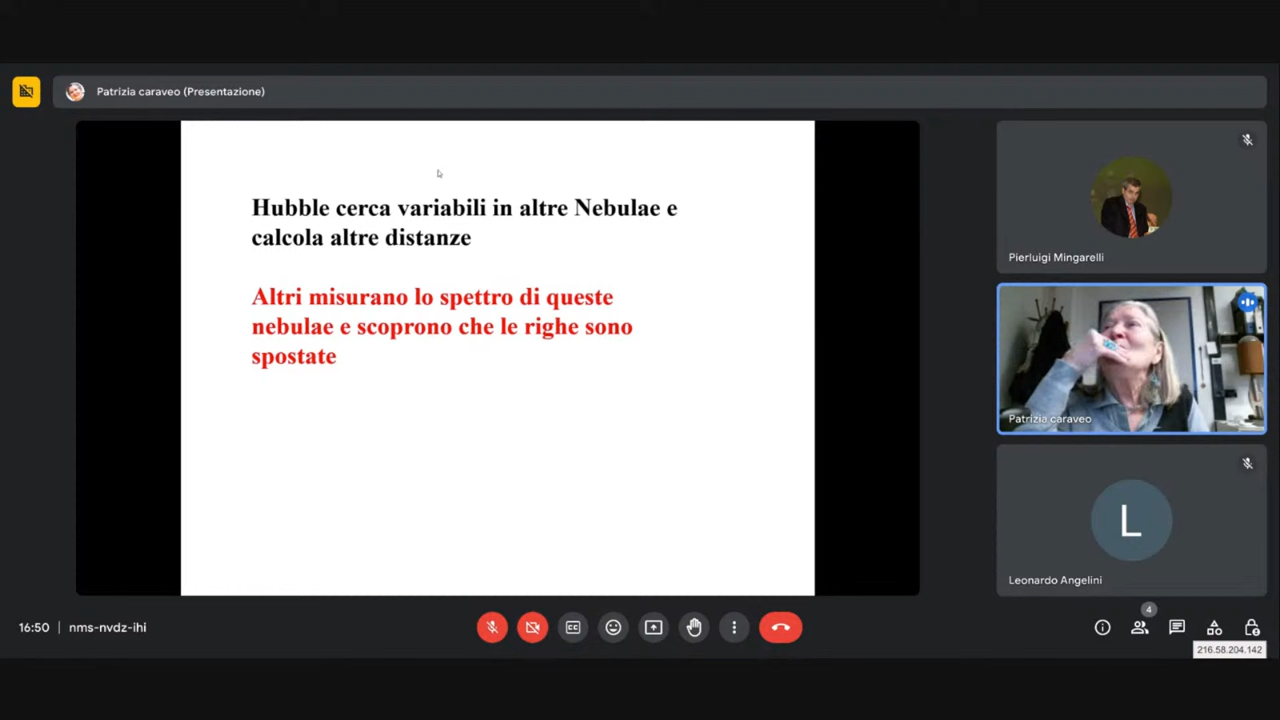 Patrizia caraveo (Presentazione)
Hubble cerca variabili in altre Nebulae e
calcola altre distanze
Altri misurano lo spettro di queste
nebulae e scoprono che le righe sono
spostate
Pierluigi Mingarelli
Patrizia caraveo
L
Leonardo Angelini
16:50 | nms-nvdz-ihi
CC
4
216.58.204.142